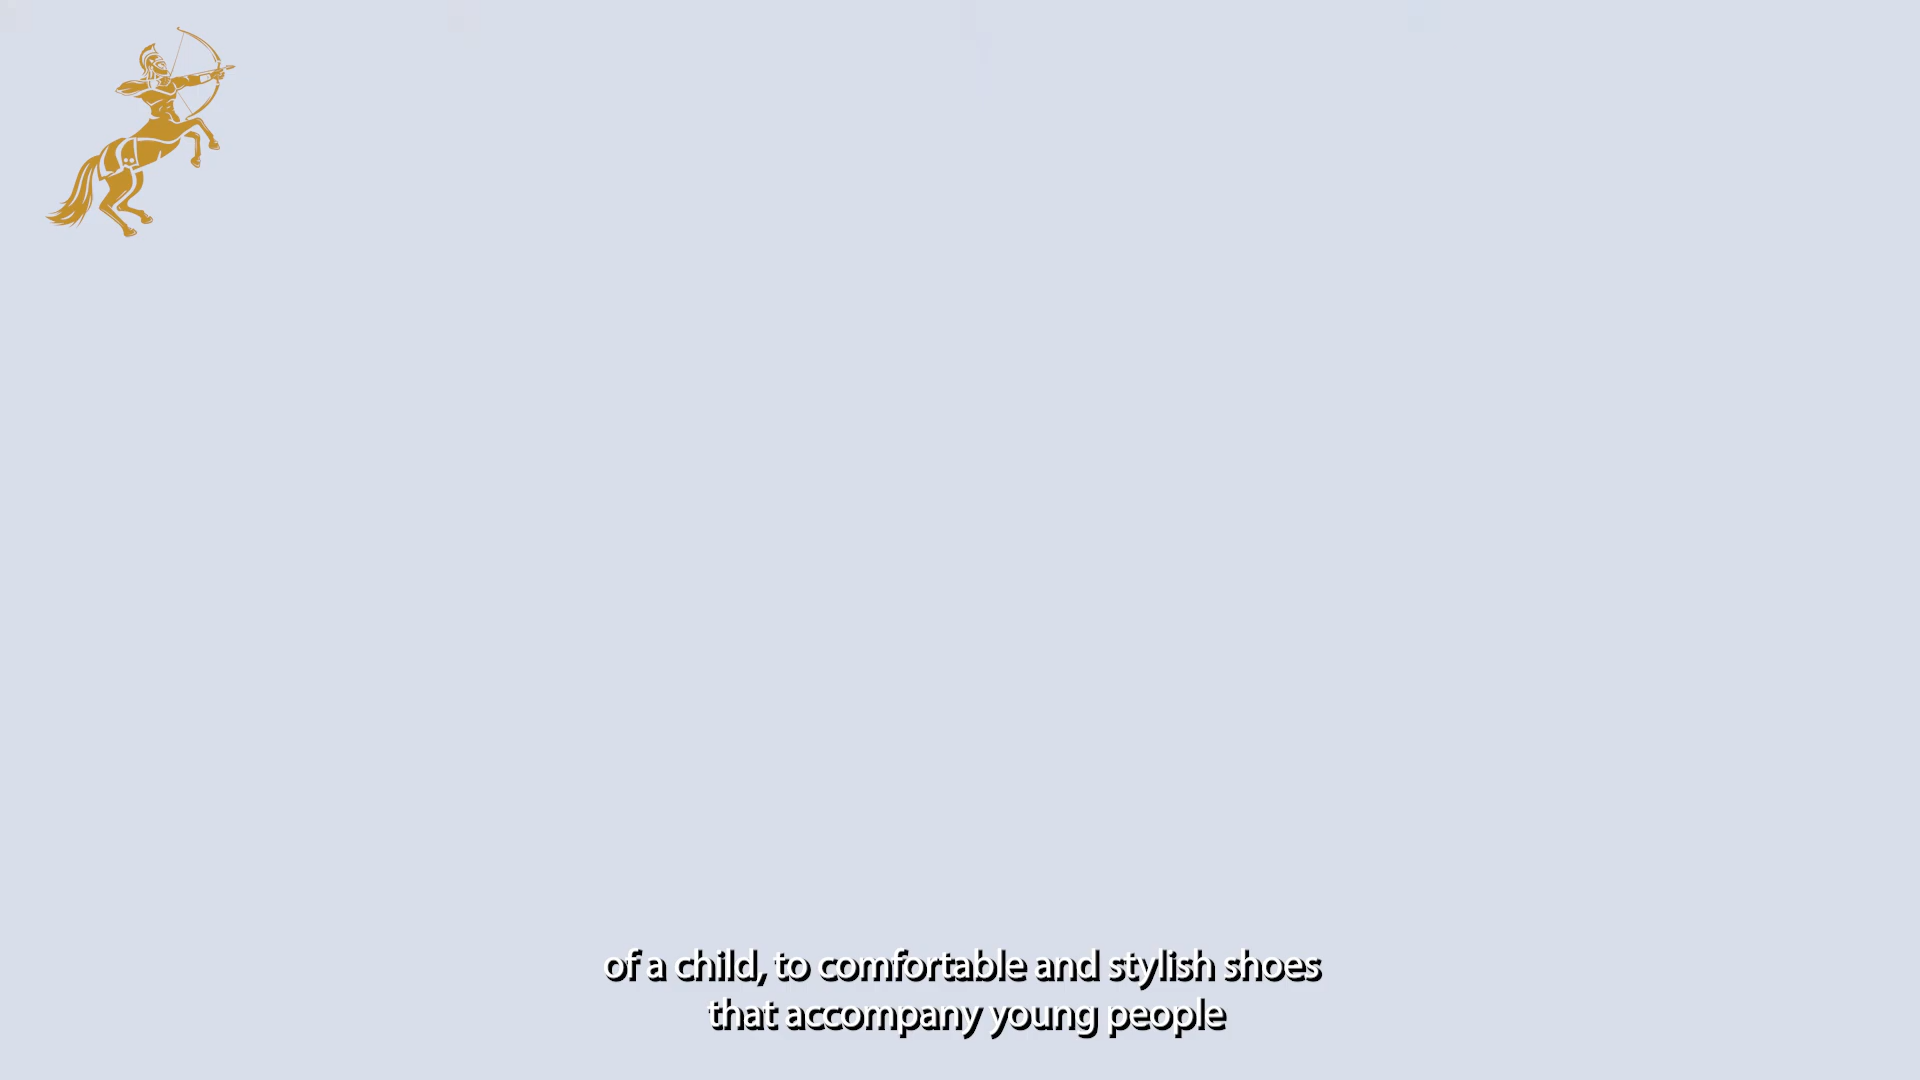 of a child, to comfortable and stylish shoes
that accompany young people